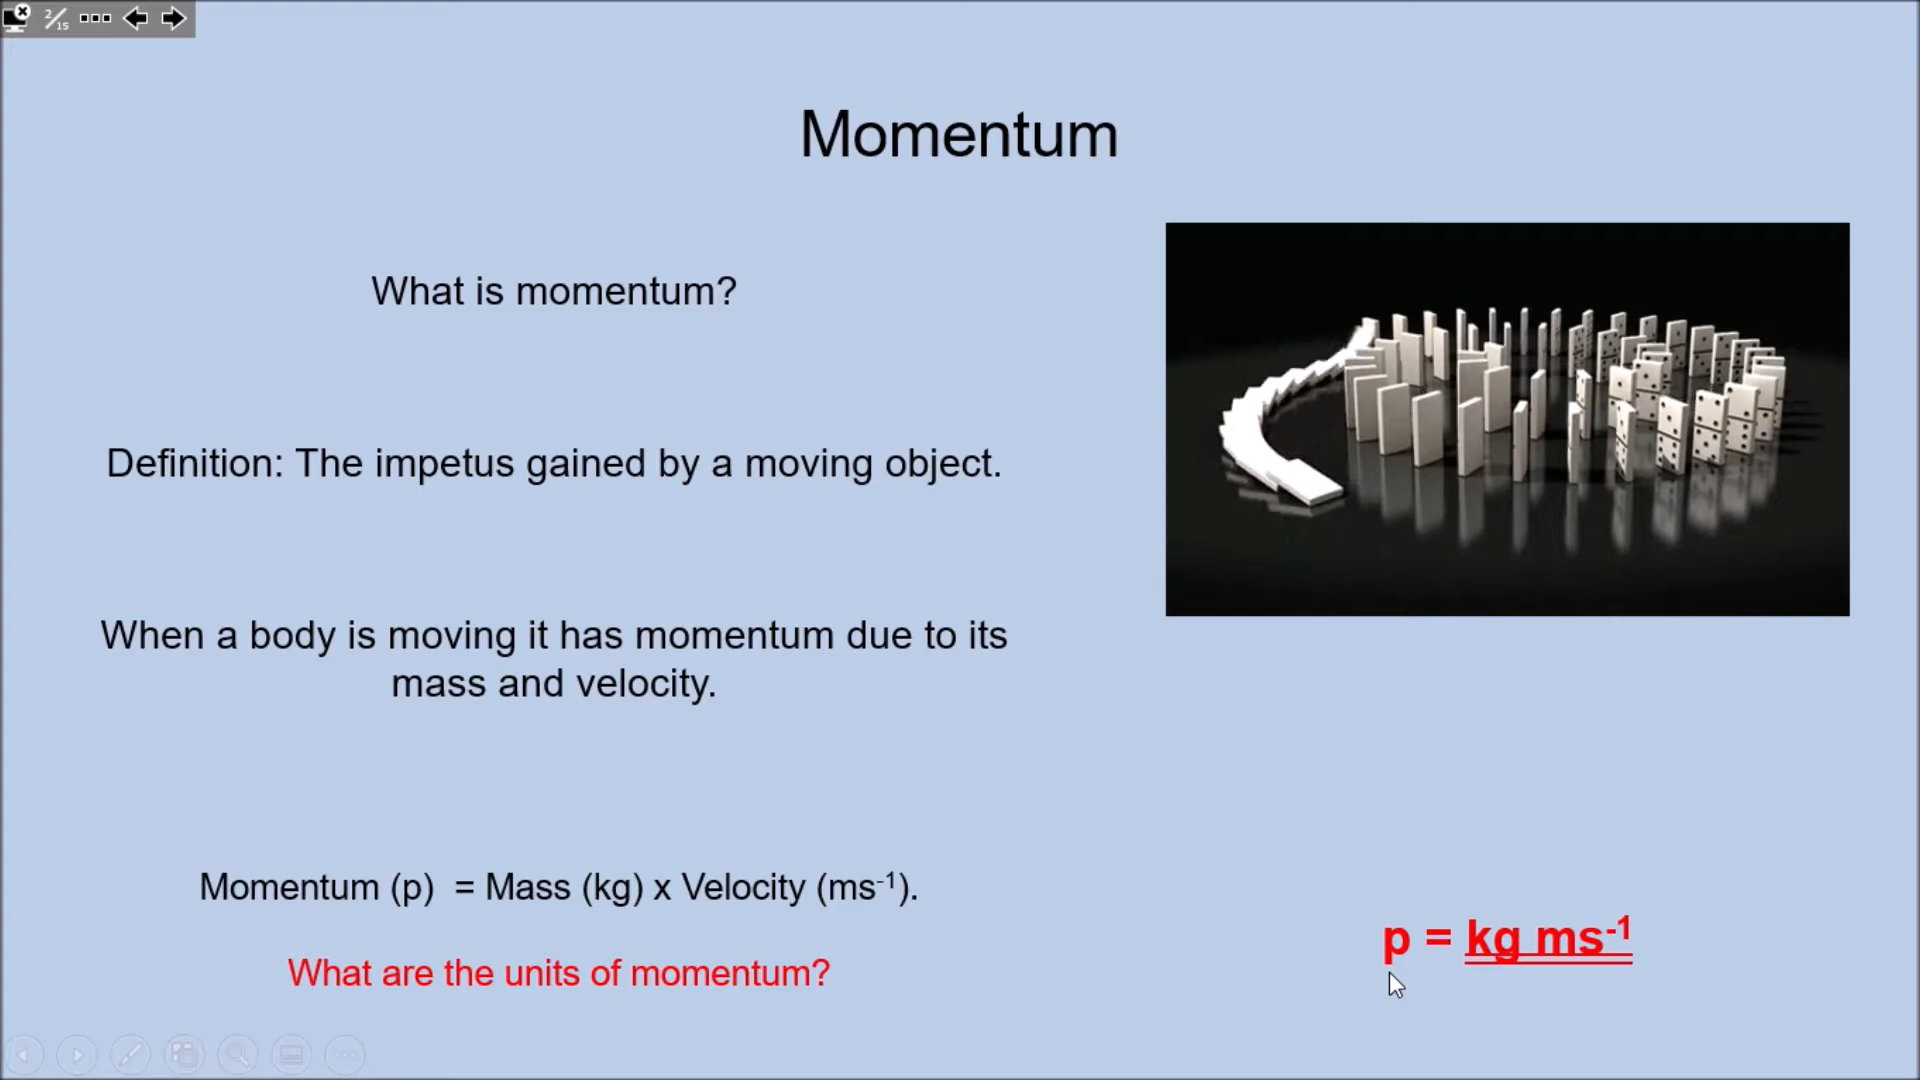 2/15
Momentum
What is momentum?
Definition: The impetus gained by a moving object.
When a body is moving it has momentum due to its
mass and velocity.
Momentum (p) = Mass (kg) x Velocity (ms⁻¹).
What are the units of momentum?
p = kg ms⁻¹